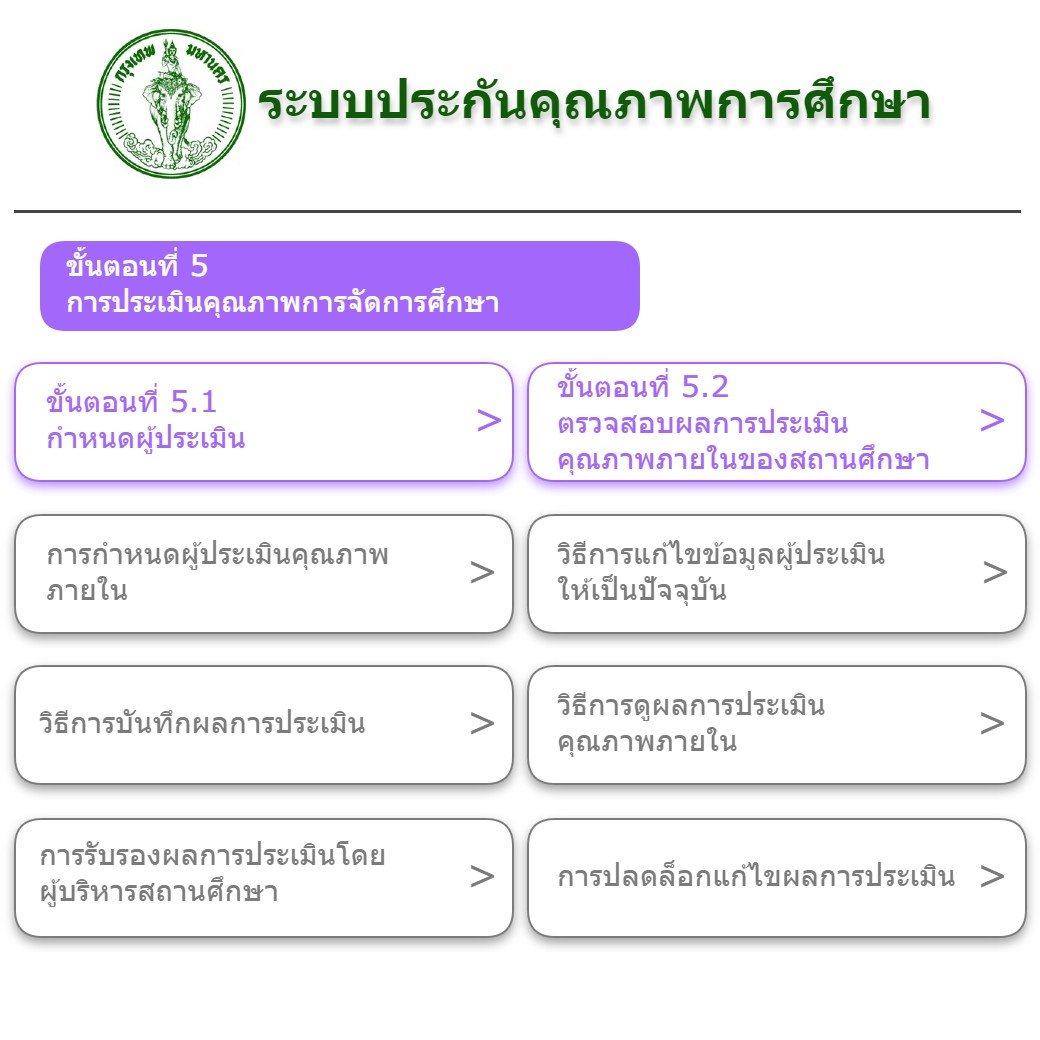 กรุงเทพ มหานคร
ระบบประกันคุณภาพการศึกษา
ขั้นตอนที่ 5
การประเมินคุณภาพการจัดการศึกษา
ขั้นตอนที่ 5.1
กำหนดผู้ประเมิน
>
ขั้นตอนที่ 5.2
ตรวจสอบผลการประเมิน
คุณภาพภายในของสถานศึกษา
>
การกำหนดผู้ประเมินคุณภาพ
ภายใน
>
วิธีการแก้ไขข้อมูลผู้ประเมิน
ให้เป็นปัจจุบัน
>
วิธีการบันทึกผลการประเมิน
>
วิธีการดูผลการประเมิน
คุณภาพภายใน
>
การรับรองผลการประเมินโดย
ผู้บริหารสถานศึกษา
>
การปลดล็อกแก้ไขผลการประเมิน
>